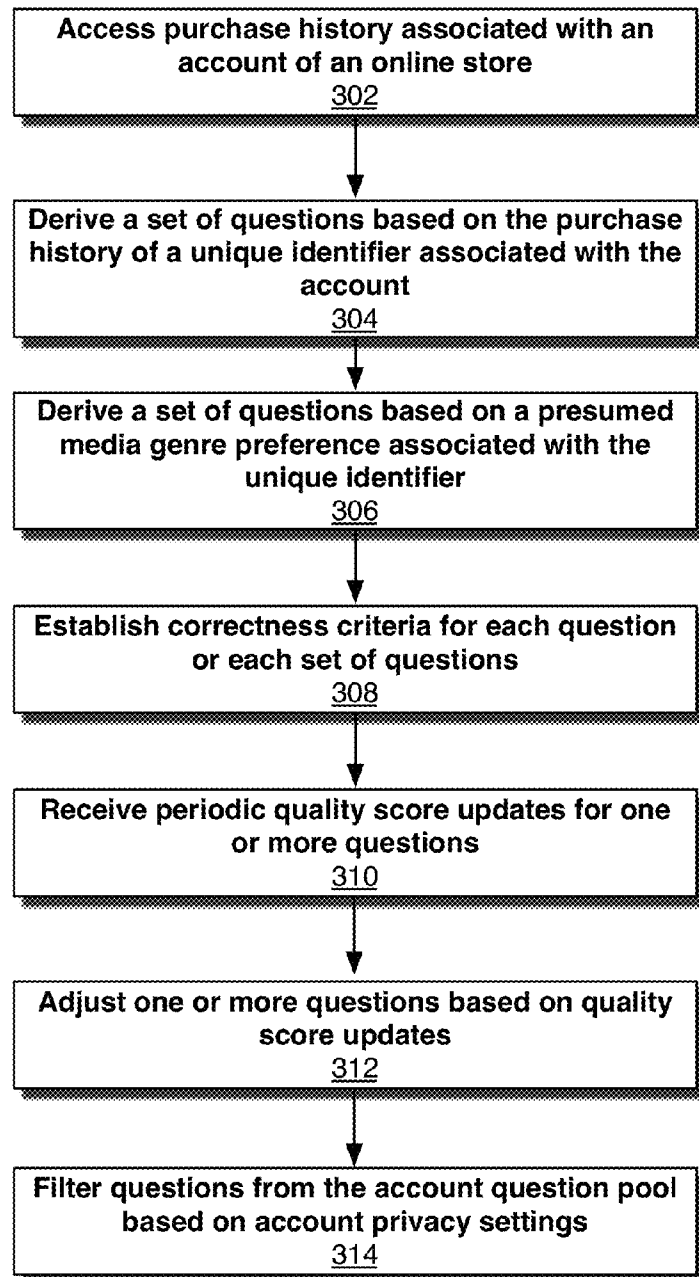 Access purchase history associated with an
account of an online store
302
Derive a set of questions based on the purchase
history of a unique identifier associated with the
account
304
Derive a set of questions based on a presumed
media genre preference associated with the
unique identifier
306
Establish correctness criteria for each question
or each set of questions
308
Receive periodic quality score updates for one
or more questions
310
Adjust one or more questions based on quality
score updates
312
Filter questions from the account question pool
based on account privacy settings
314